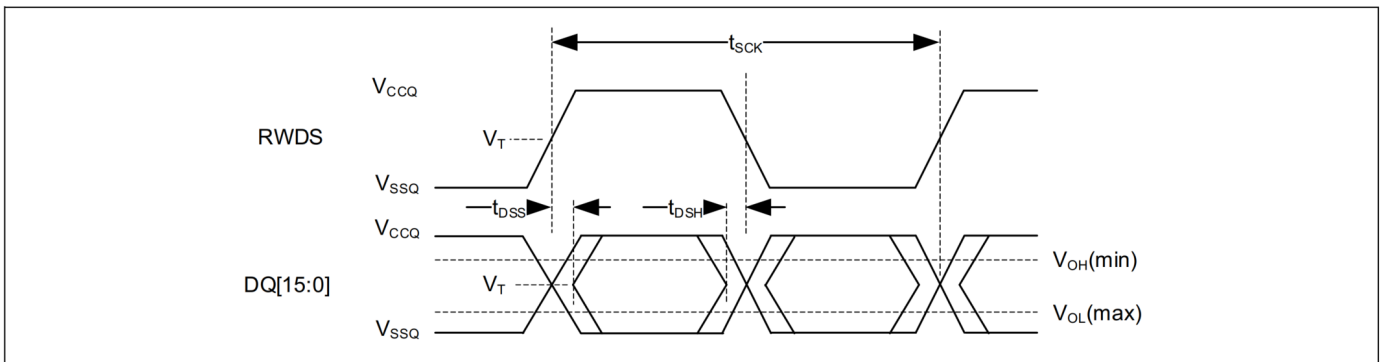 tSCK
VCCQ
RWDS
VT
VSSQ
tDSS
tDSH
VCCQ
VOH(min)
DQ[15:0]
VT
VOL(max)
VSSQ